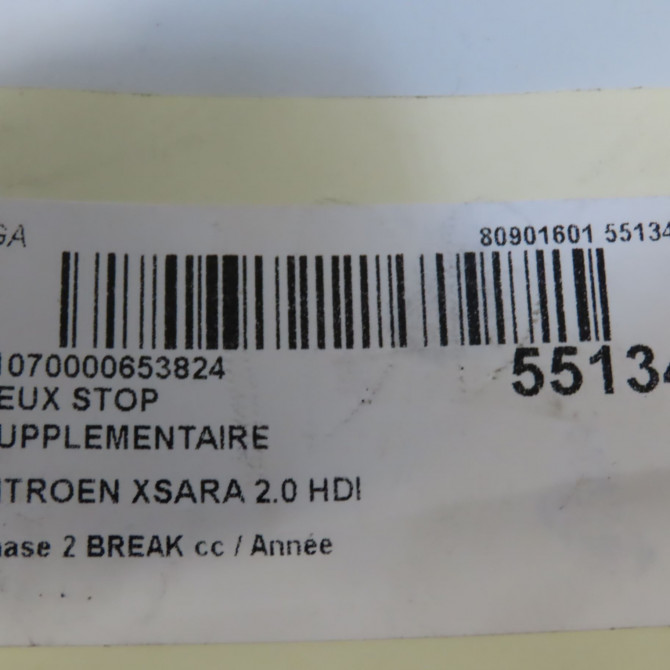 GA 80901601 55134
1070000653824 55134
EUX STOP
UPPLEMENTAIRE
ITROEN XSARA 2.0 HDI
hase 2 BREAK cc / Année